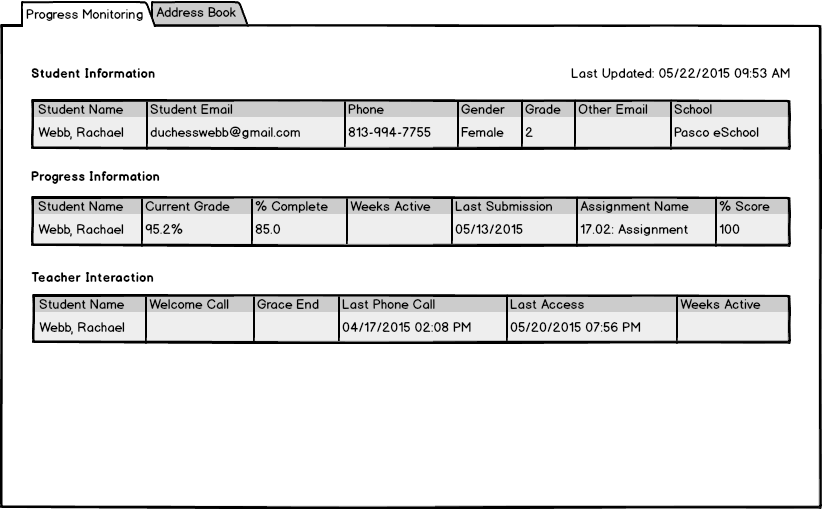 Progress Monitoring Address Book
Student Information Last Updated: 05/22/2015 09:53 AM
Student Name Student Email Phone Gender Grade Other Email School
Webb, Rachael duchesswebb@gmail.com 813-994-7755 Female 2 Pasco eSchool
Progress Information
Student Name Current Grade % Complete Weeks Active Last Submission Assignment Name % Score
Webb, Rachael 95.2% 85.0 05/13/2015 17.02: Assignment 100
Teacher Interaction
Student Name Welcome Call Grace End Last Phone Call Last Access Weeks Active
Webb, Rachael 04/17/2015 02:08 PM 05/20/2015 07:56 PM